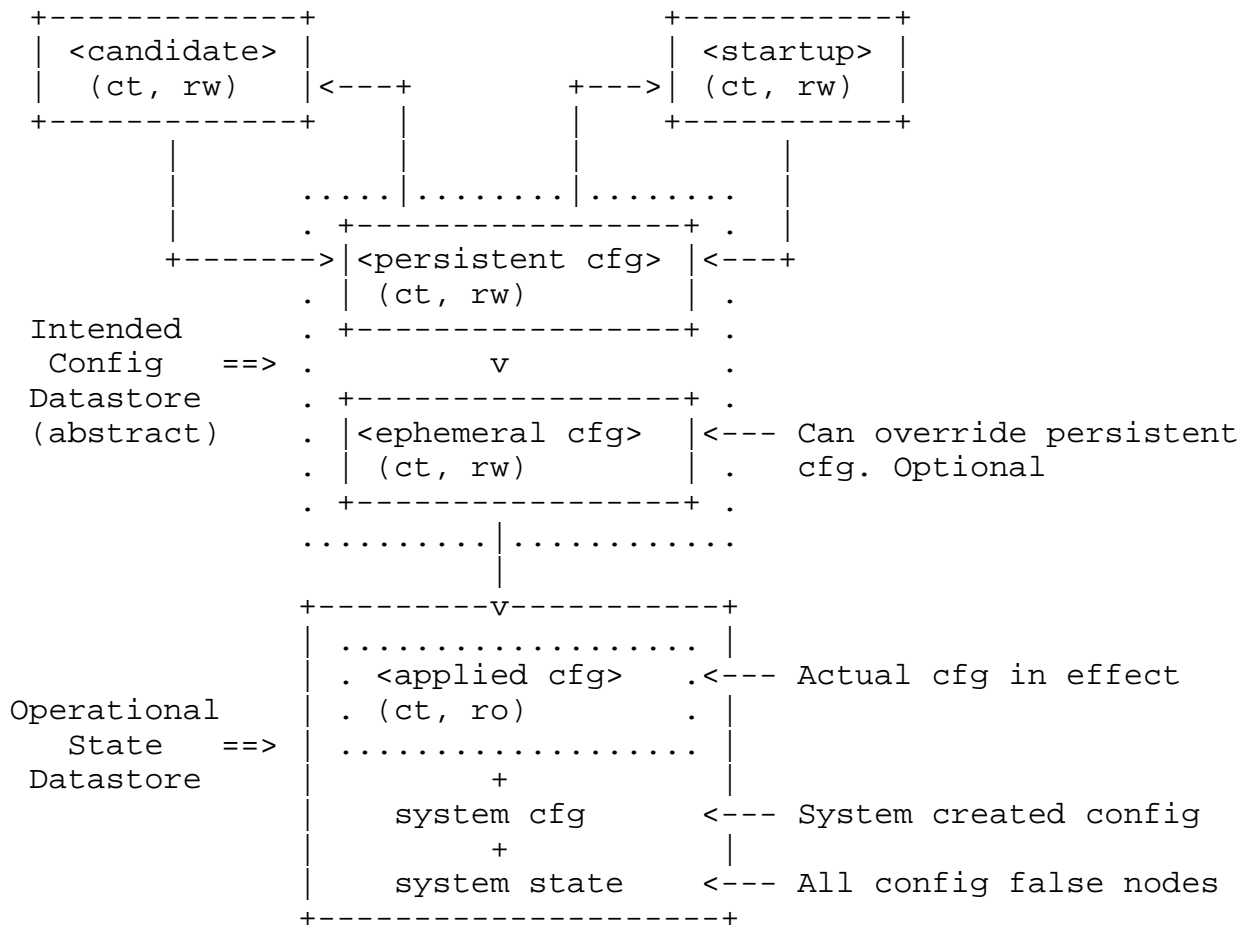 <candidate> <startup>
(ct, rw) (ct, rw)
<persistent cfg>
(ct, rw)
Intended
Config ==> v
Datastore
(abstract) <ephemeral cfg> <--- Can override persistent
(ct, rw) cfg. Optional
v
<applied cfg> <--- Actual cfg in effect
Operational (ct, ro)
State ==>
Datastore +
system cfg <--- System created config
+
system state <--- All config false nodes